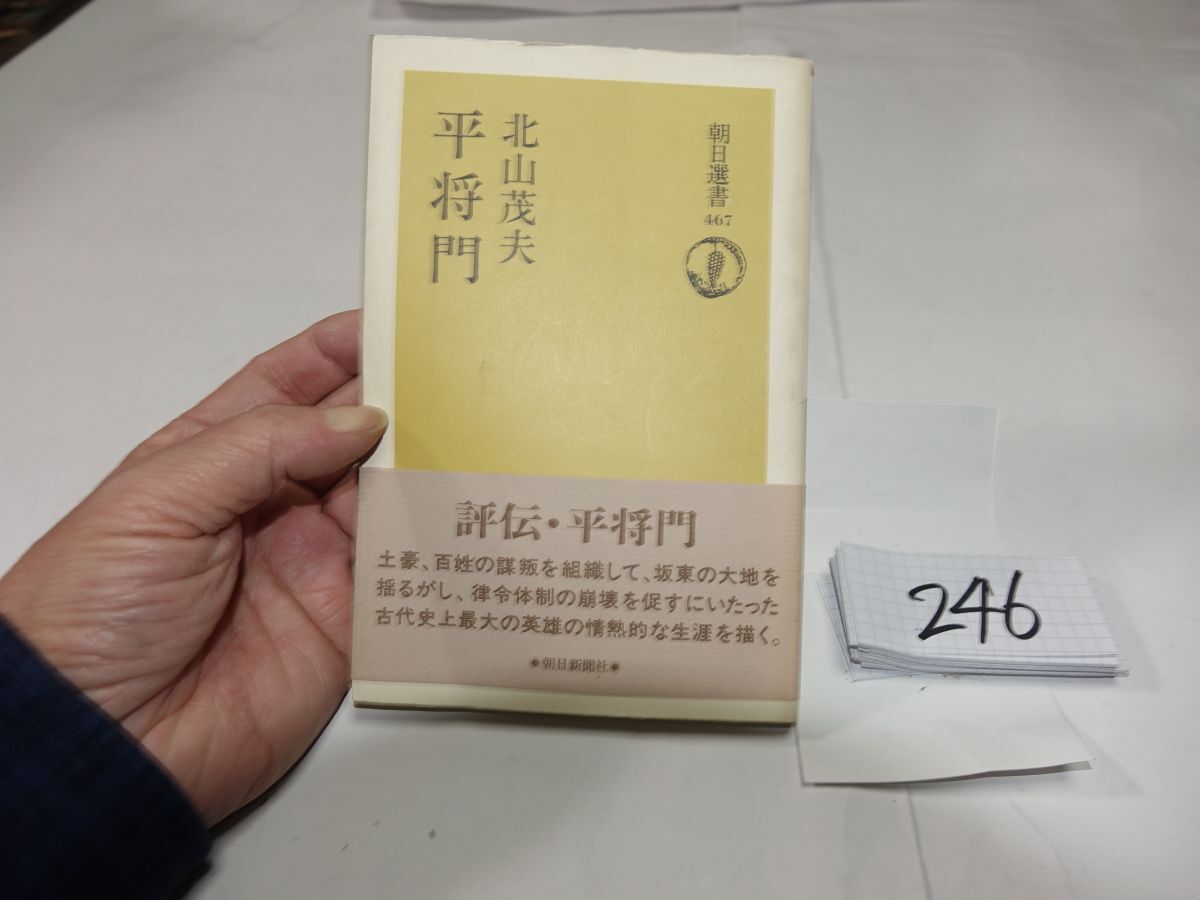 朝日選書
467
北山茂夫
平将門
評伝・平将門
土豪、百姓の謀叛を組織して、坂東の大地を
揺るがし、律令体制の崩壊を促すにいたった
古代史上最大の英雄の情熱的な生涯を描く。
◉朝日新聞社◉
246